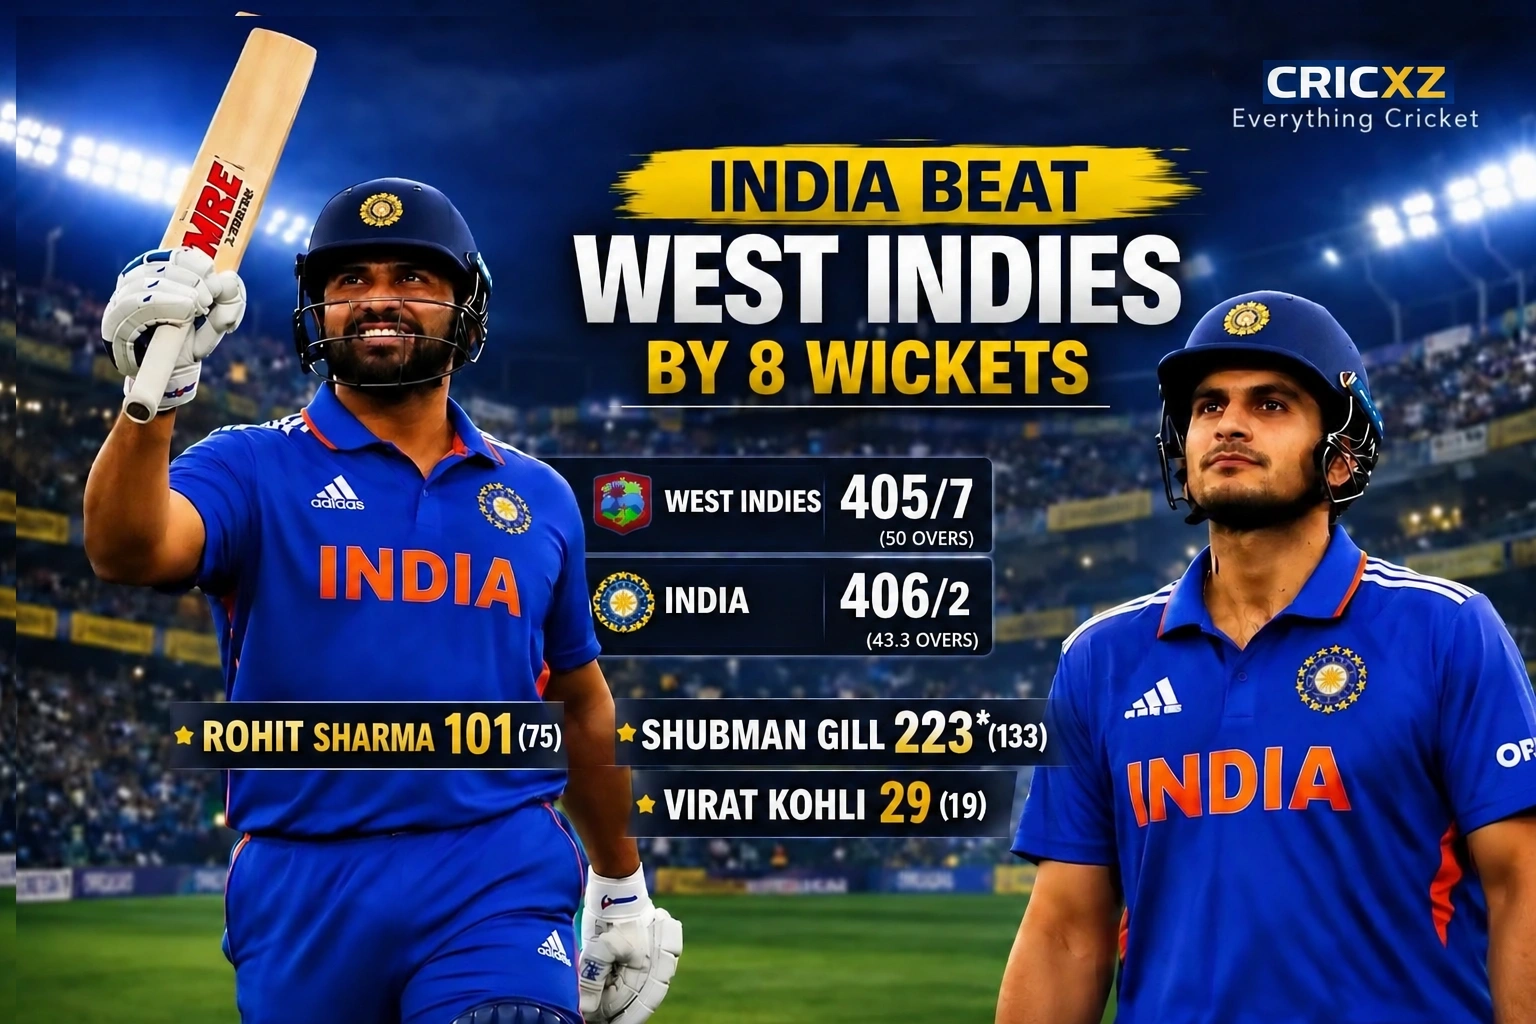 CRICXZ
Everything Cricket
INDIA BEAT
WEST INDIES
BY 8 WICKETS
WEST INDIES 405/7
(50 OVERS)
INDIA 406/2
(43.3 OVERS)
ROHIT SHARMA 101 (75)
SHUBMAN GILL 223* (133)
VIRAT KOHLI 29 (19)
MRF
adidas
INDIA
adidas
INDIA
OF